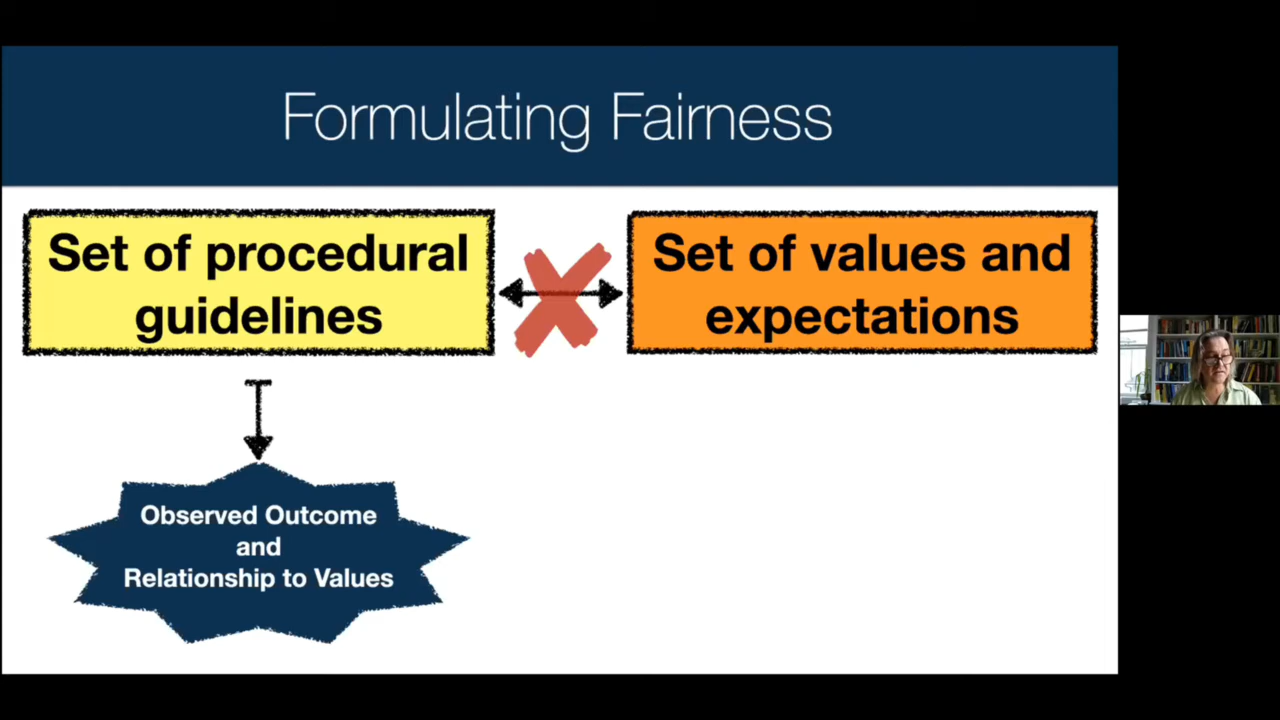 Formulating Fairness
Set of procedural
guidelines
Set of values and
expectations
Observed Outcome
and
Relationship to Values